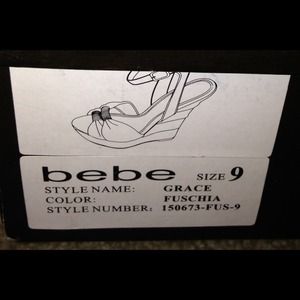 bebe SIZE 9
STYLE NAME: GRACE
COLOR: FUSCHIA
STYLE NUMBER: 150673-FUS-9